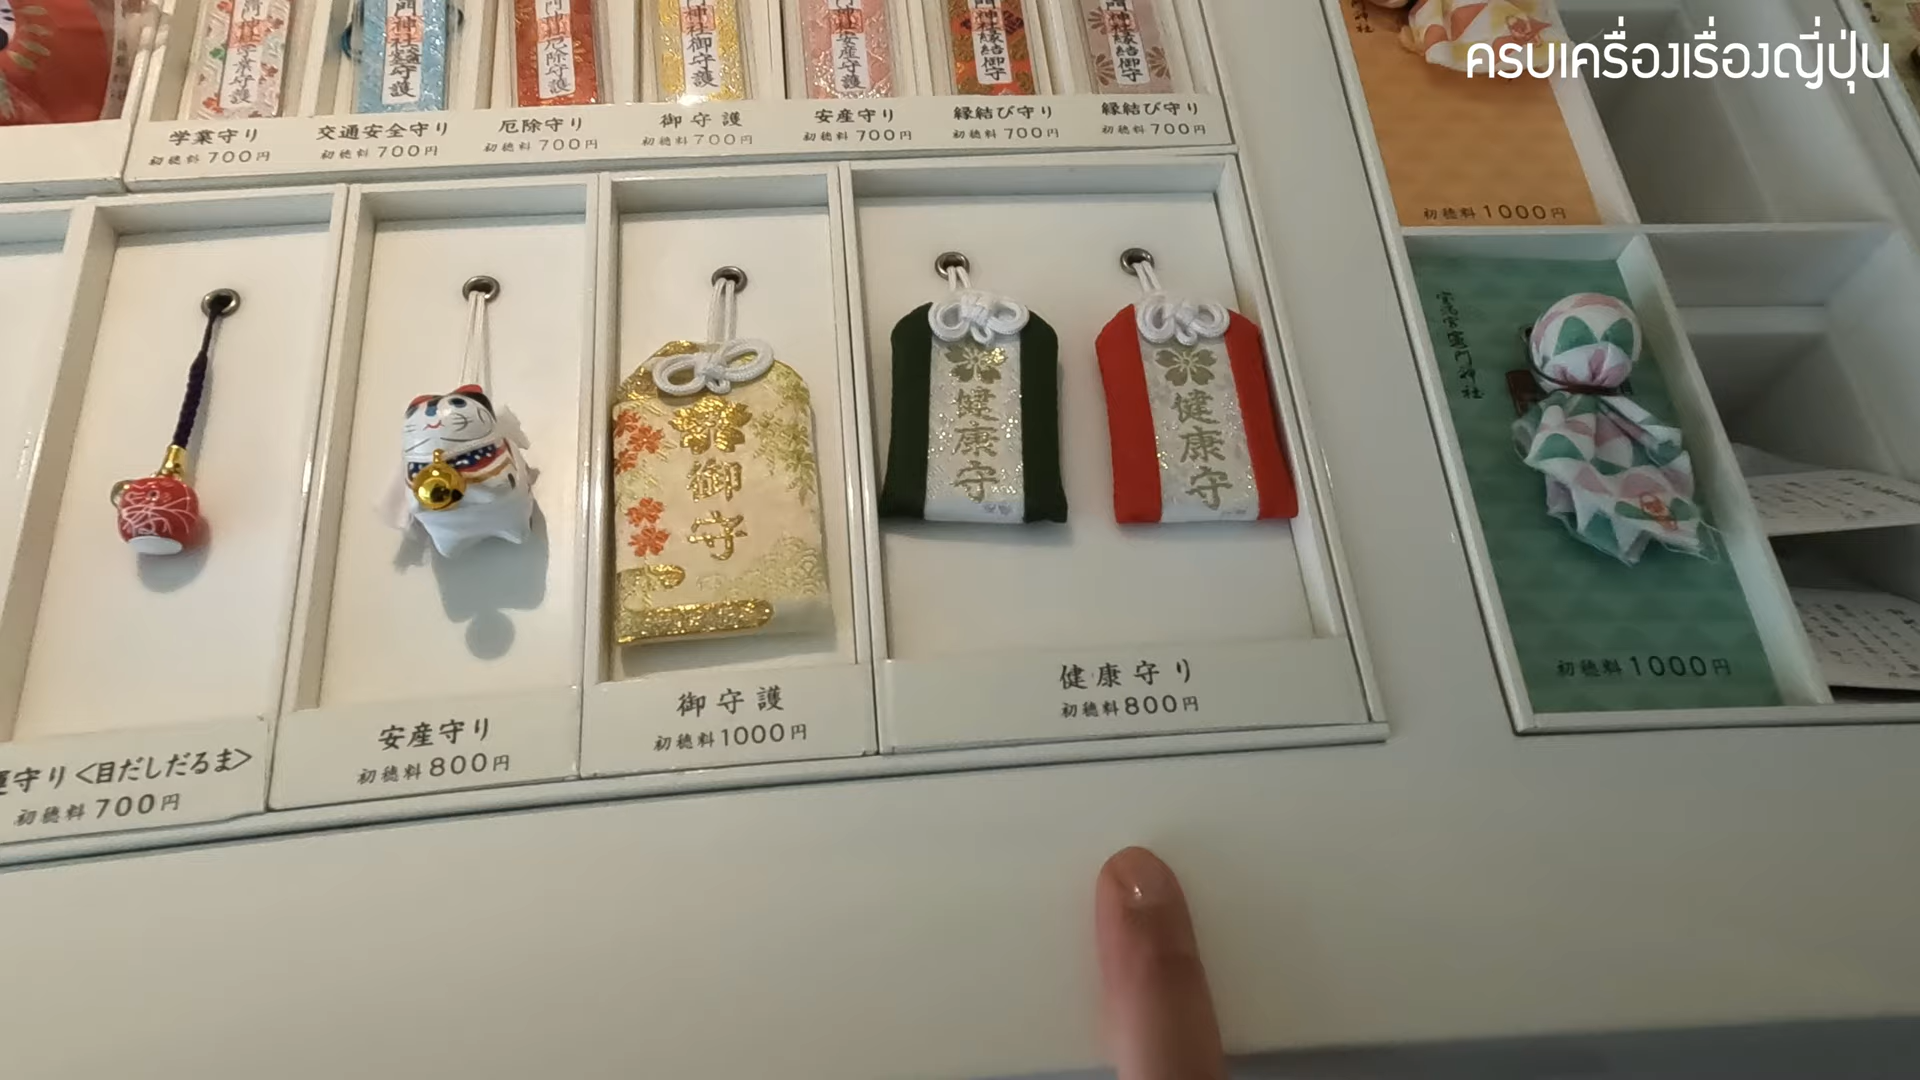 ครบเครื่องเรื่องญี่ปุ่น
学業守り
初穂料 700円
交通安全守り
初穂料 700円
厄除守り
初穂料 700円
御守護
初穂料 700円
安産守り
初穂料 700円
縁結び守り
初穂料 700円
縁結び守り
初穂料 700円
初穂料 1000円
御守
健康守
健康守
宝満宮竈門神社
守り<目だしだるま>
初穂料 700円
安産守り
初穂料 800円
御守護
初穂料 1000円
健康守り
初穂料 800円
初穂料 1000円